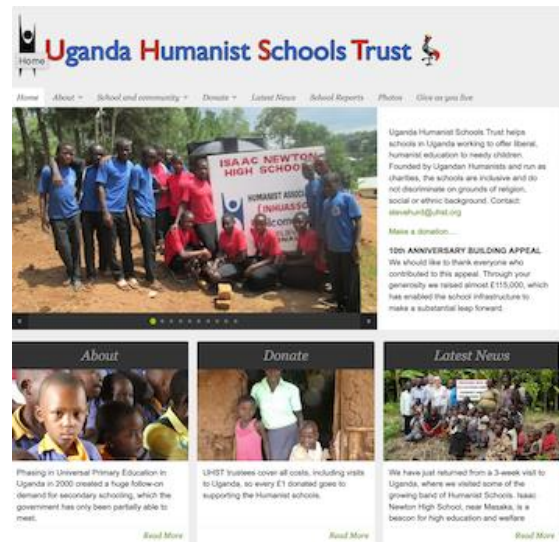 Home
Uganda Humanist Schools Trust
Home About School and community Donate Latest News School Reports Photos Give as you live
ISAAC NEWTON
HIGH SCHOOL
HUMANIST ASSOCIA
Uganda Humanist Schools Trust helps
schools in Uganda working to offer liberal,
humanist education to needy children.
Founded by Ugandan Humanists and run as
charities, the schools are inclusive and do
not discriminate on grounds of religion,
social or ethnic background. Contact:
stevehurd@uhst.org
Make a donation....
10th ANNIVERSARY BUILDING APPEAL
We should like to thank everyone who
contributed to this appeal. Through your
generosity we raised almost £115,000, which
has enabled the school infrastructure to
make a substantial leap forward
About
Phasing in Universal Primary Education in
Uganda in 2000 created a huge follow-on
demand for secondary schooling, which the
government has only been partially able to
meet.
Read More
Donate
UHST trustees cover all costs, including visits
to Uganda, so every £1 donated goes to
supporting the Humanist schools.
Read More
Latest News
We have just returned from a 3-week visit to
Uganda, where we visited some of the
growing band of Humanist Schools. Isaac
Newton High School, near Masaka, is a
beacon for high education and welfare
Read More